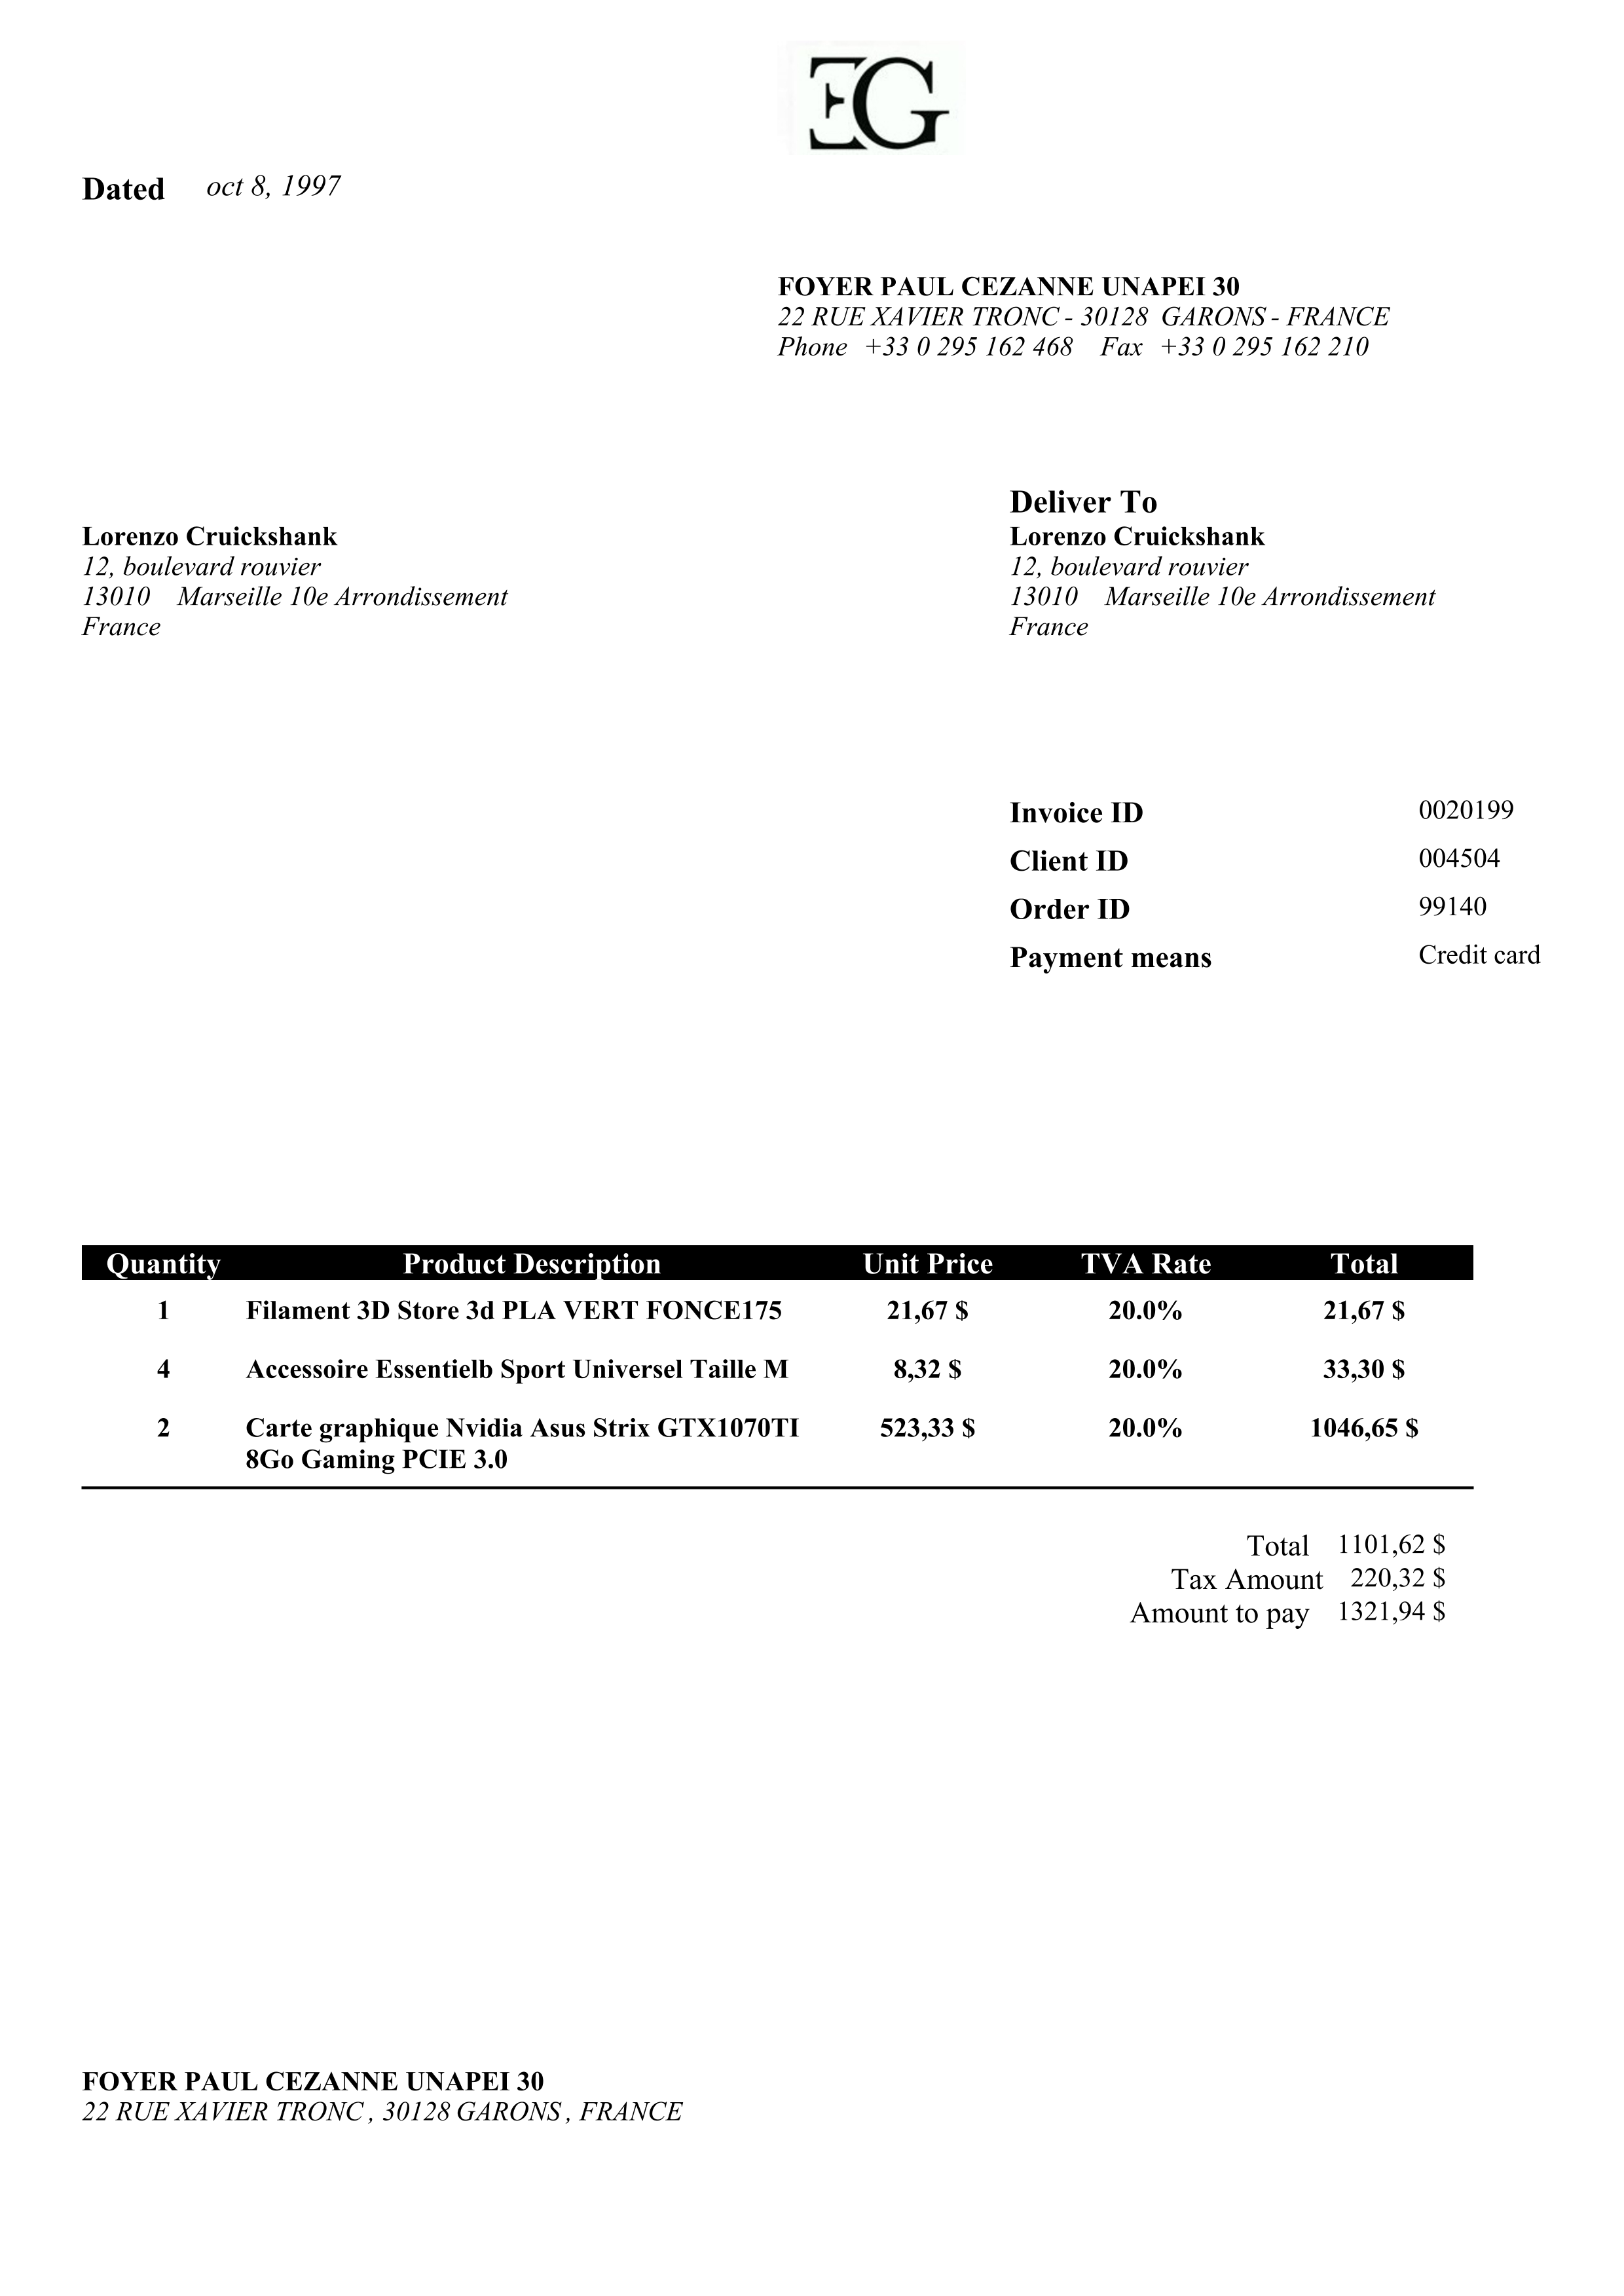 EG
Dated oct 8, 1997
FOYER PAUL CEZANNE UNAPEI 30
22 RUE XAVIER TRONC - 30128 GARONS - FRANCE
Phone +33 0 295 162 468 Fax +33 0 295 162 210
Deliver To
Lorenzo Cruickshank Lorenzo Cruickshank
12, boulevard rouvier 12, boulevard rouvier
13010 Marseille 10e Arrondissement 13010 Marseille 10e Arrondissement
France France
Invoice ID 0020199
Client ID 004504
Order ID 99140
Payment means Credit card
Quantity Product Description Unit Price TVA Rate Total
1 Filament 3D Store 3d PLA VERT FONCE175 21,67 $ 20.0% 21,67 $
4 Accessoire Essentielb Sport Universel Taille M 8,32 $ 20.0% 33,30 $
2 Carte graphique Nvidia Asus Strix GTX1070TI 523,33 $ 20.0% 1046,65 $
8Go Gaming PCIE 3.0
Total 1101,62 $
Tax Amount 220,32 $
Amount to pay 1321,94 $
FOYER PAUL CEZANNE UNAPEI 30
22 RUE XAVIER TRONC , 30128 GARONS , FRANCE